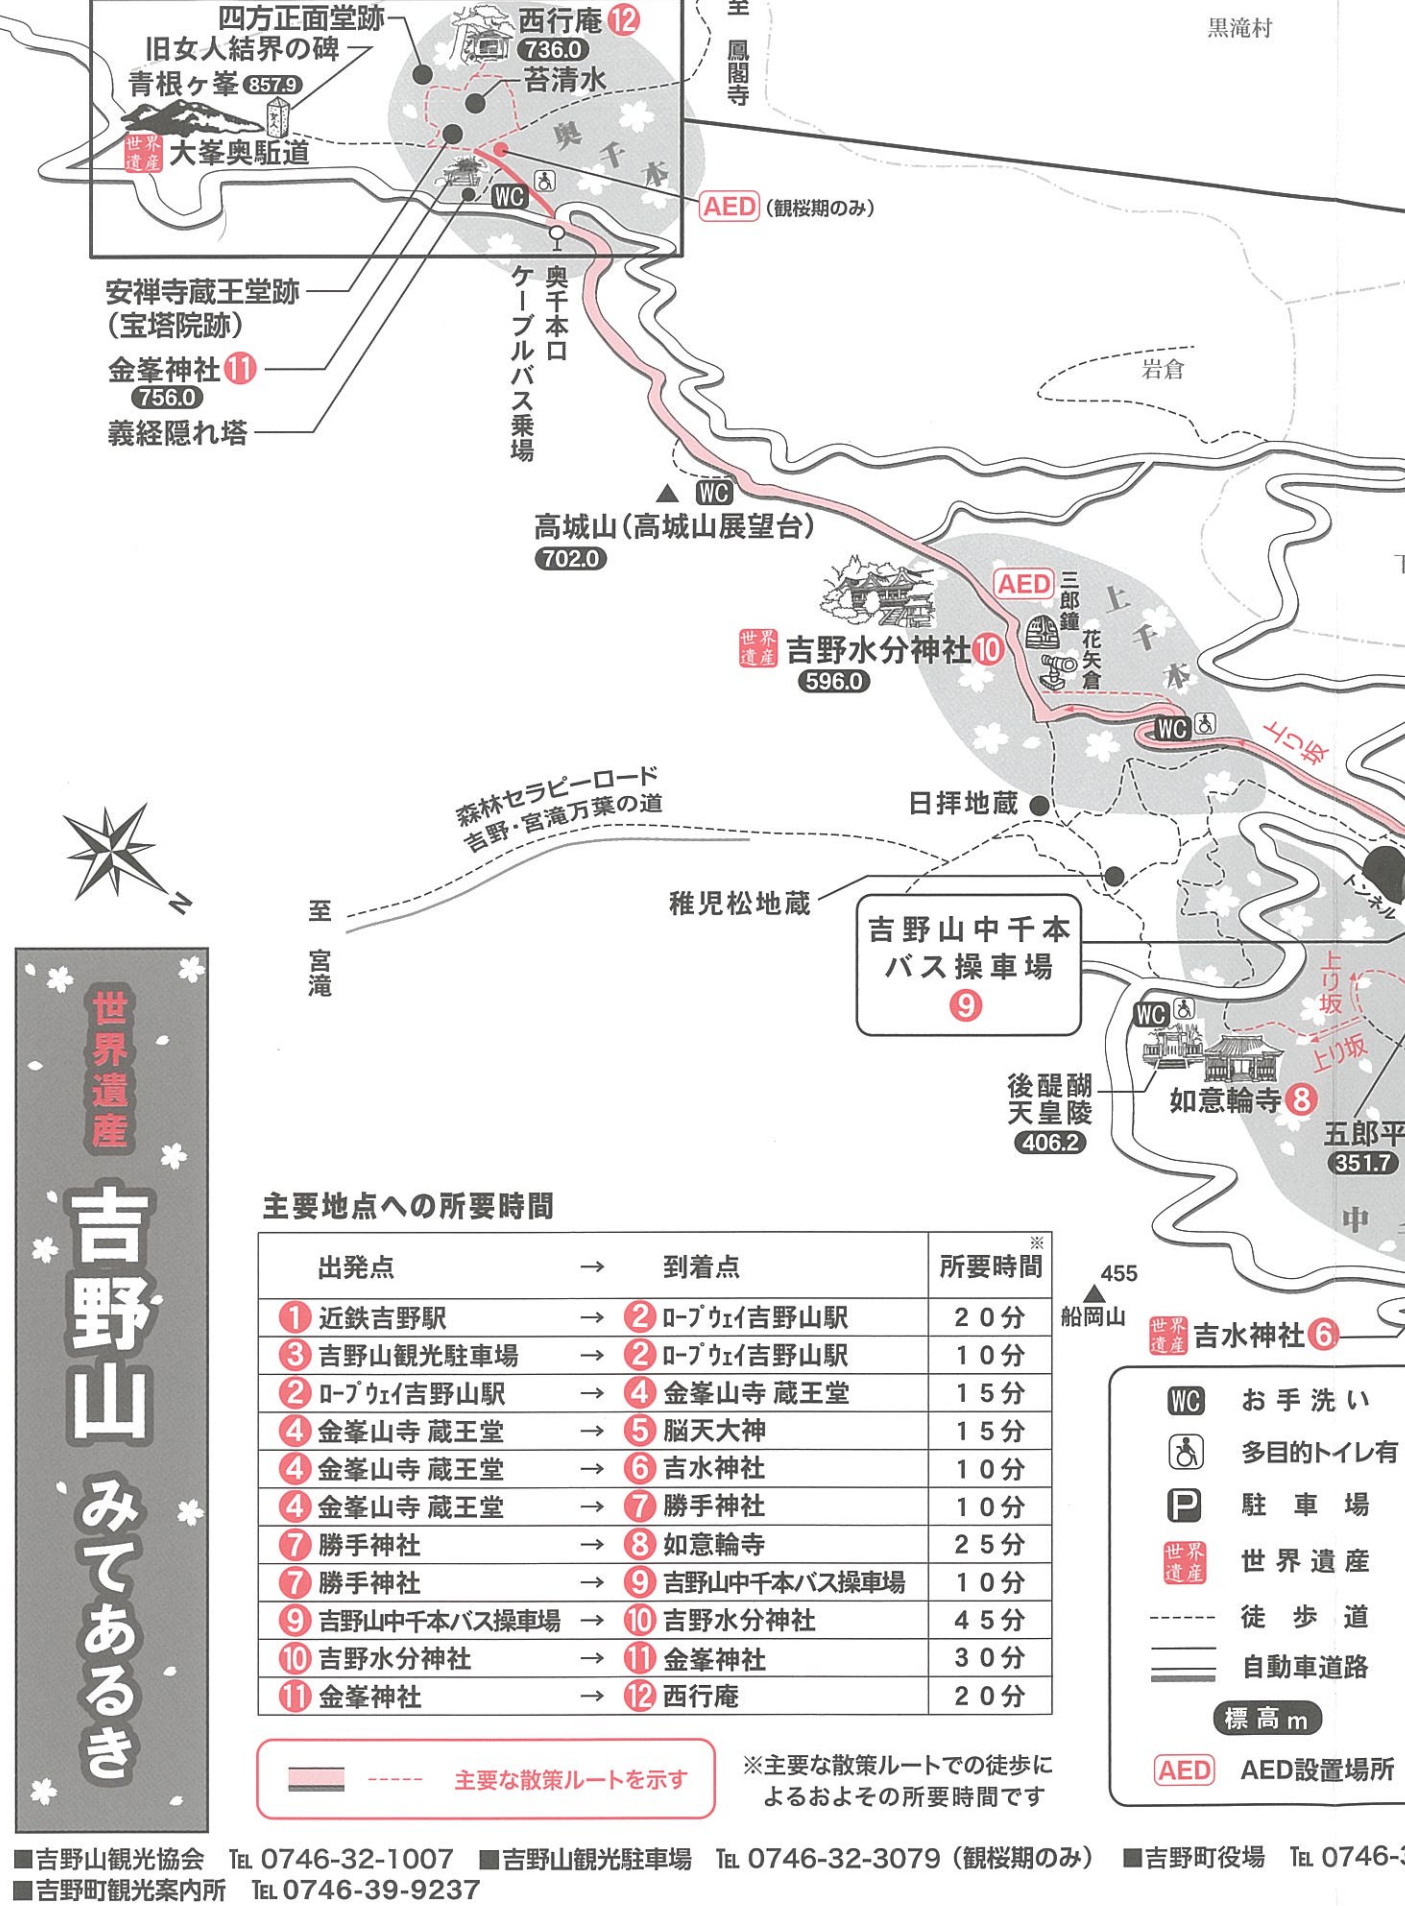 四方正面堂跡
旧女人結界の碑
青根ヶ峯 857.9
世界遺産 大峯奥駈道
西行庵 12
736.0
苔清水
奥千本
至 鳳閣寺
黒滝村
AED (観桜期のみ)
WC
安禅寺蔵王堂跡
(宝塔院跡)
金峯神社 11
756.0
義経隠れ塔
奥千本口
ケーブルバス乗場
岩倉
WC
高城山(高城山展望台)
702.0
AED
三郎鐘
花矢倉
上千本
世界遺産 吉野水分神社 10
596.0
WC
上り坂
森林セラピーロード
吉野・宮滝万葉の道
至 宮滝
日拝地蔵
稚児松地蔵
トンネル
吉野山中千本
バス操車場
9
上り坂
上り坂
WC
後醍醐
天皇陵
406.2
如意輪寺 8
五郎平
351.7
中
455
船岡山
世界遺産 吉水神社 6
N
世界遺産
吉野山 みてあるき
主要地点への所要時間
出発点 → 到着点 所要時間※
1 近鉄吉野駅 → 2 ロープウェイ吉野山駅 20分
3 吉野山観光駐車場 → 2 ロープウェイ吉野山駅 10分
2 ロープウェイ吉野山駅 → 4 金峯山寺 蔵王堂 15分
4 金峯山寺 蔵王堂 → 5 脳天大神 15分
4 金峯山寺 蔵王堂 → 6 吉水神社 10分
4 金峯山寺 蔵王堂 → 7 勝手神社 10分
7 勝手神社 → 8 如意輪寺 25分
7 勝手神社 → 9 吉野山中千本バス操車場 10分
9 吉野山中千本バス操車場 → 10 吉野水分神社 45分
10 吉野水分神社 → 11 金峯神社 30分
11 金峯神社 → 12 西行庵 20分
主要な散策ルートを示す
※主要な散策ルートでの徒歩に
よるおよその所要時間です
WC お手洗い
多目的トイレ有
P 駐車場
世界遺産 世界遺産
徒歩道
自動車道路
標高m
AED AED設置場所
■吉野山観光協会 TEL 0746-32-1007 ■吉野山観光駐車場 TEL 0746-32-3079 (観桜期のみ) ■吉野町役場 TEL 0746-3
■吉野町観光案内所 TEL 0746-39-9237